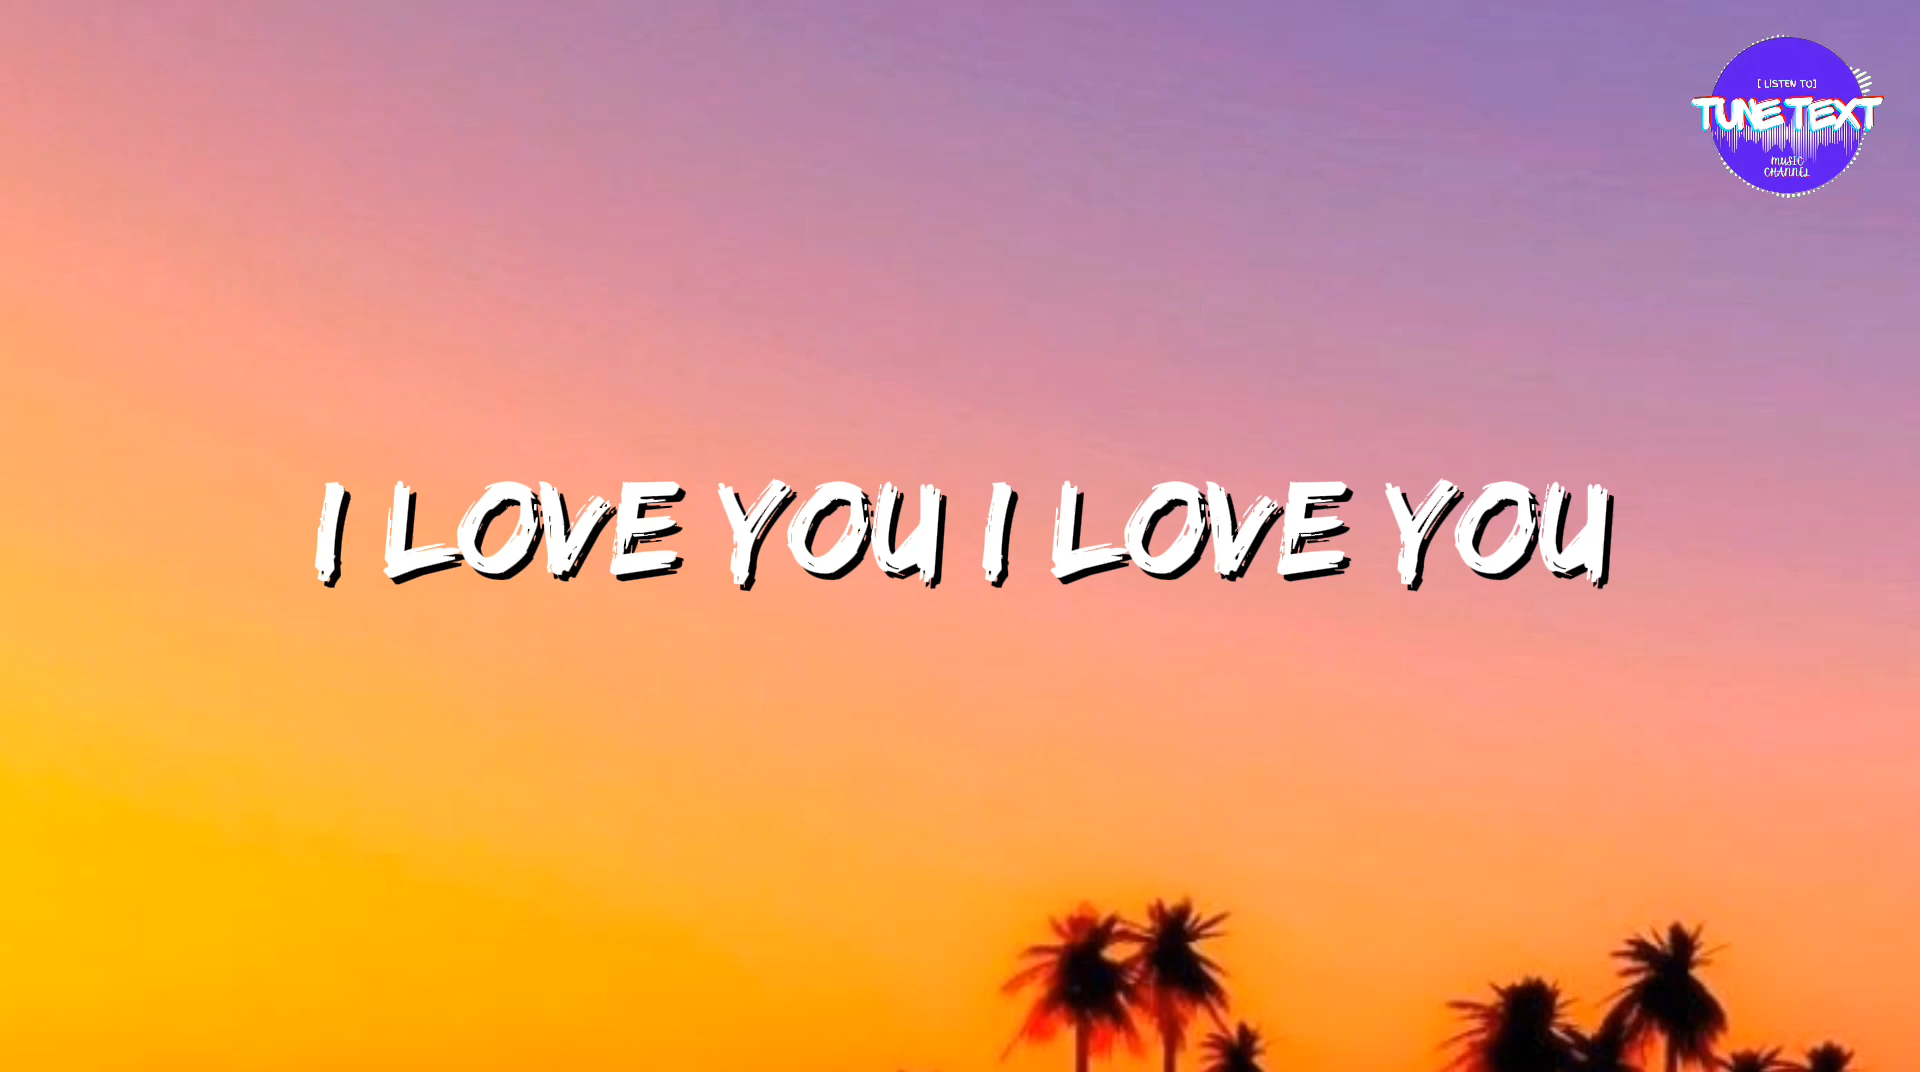 [ LISTEN TO]
TUNE TEXT
MUSIC
CHANNEL
I LOVE YOU I LOVE YOU